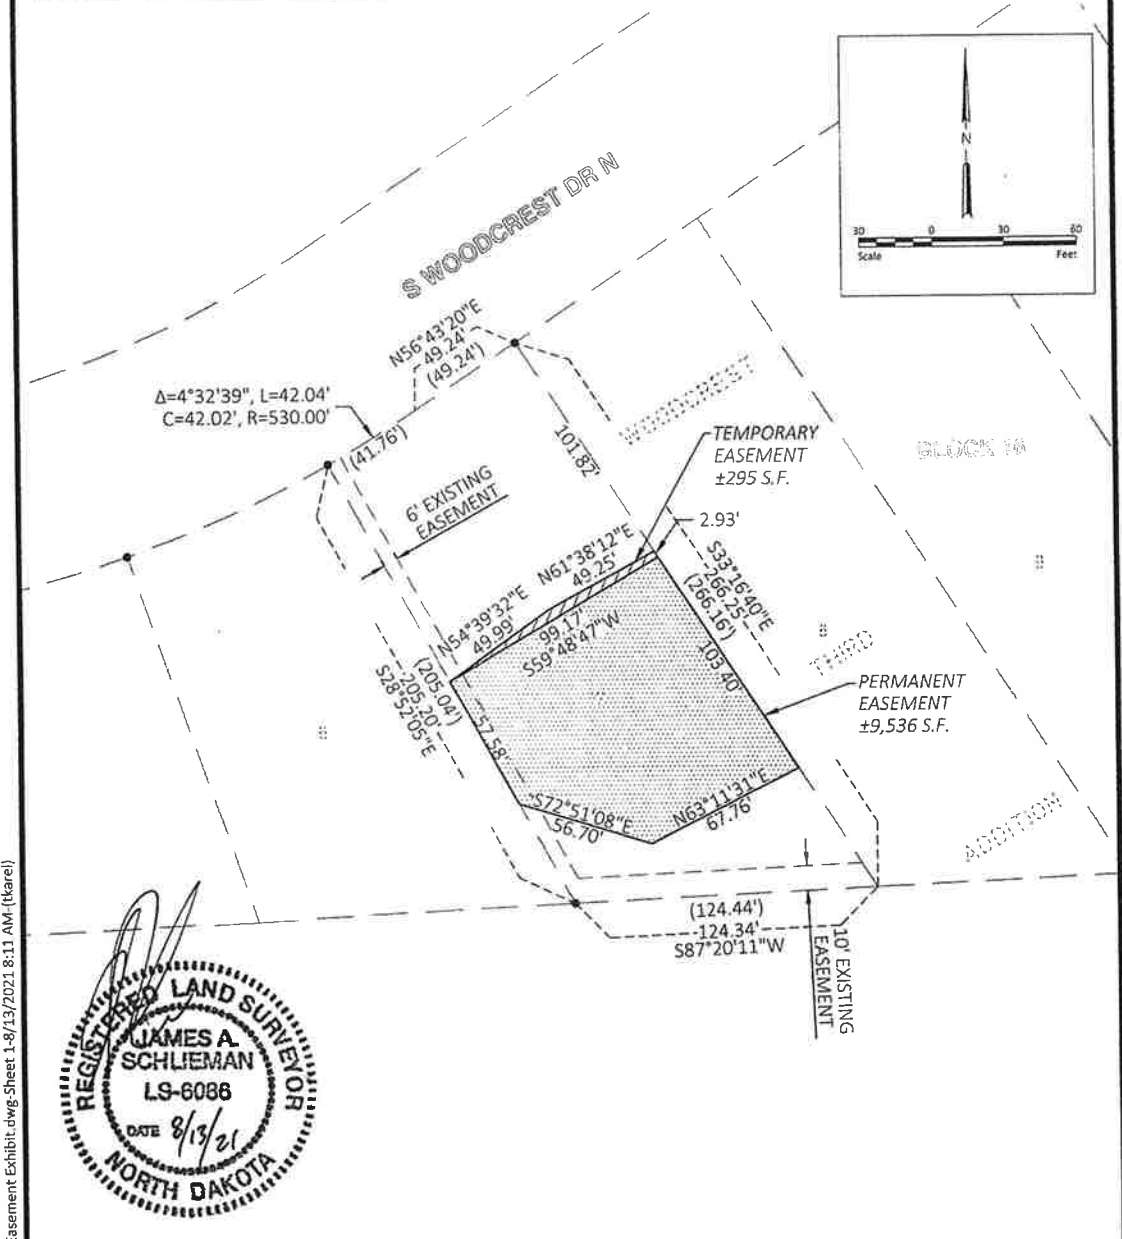 S WOODCREST DR N
N
30 0 30 60
Scale Feet
N56°43'20"E
49.24'
(49.24')
Δ=4°32'39", L=42.04'
C=42.02', R=530.00'
(41.76')
WOODCREST
BLOCK
TEMPORARY
EASEMENT
±295 S.F.
101.82'
6' EXISTING
EASEMENT
2.93'
N61°38'12"E
49.25'
N54°39'32"E
49.99'
99.17'
S59°48'47"W
S33°16'40"E
266.25'
(266.16')
103.40'
THIRD
(205.04')
205.20'
S28°52'05"E
57.58'
PERMANENT
EASEMENT
±9,536 S.F.
S72°51'08"E
56.70'
N63°11'31"E
67.76'
ADDITION
(124.44')
124.34'
S87°20'11"W
10' EXISTING
EASEMENT
REGISTERED LAND SURVEYOR
JAMES A.
SCHLIEMAN
LS-6086
DATE 8/13/21
NORTH DAKOTA
Easement Exhibit.dwg-Sheet 1-8/13/2021 8:11 AM-(tkarel)